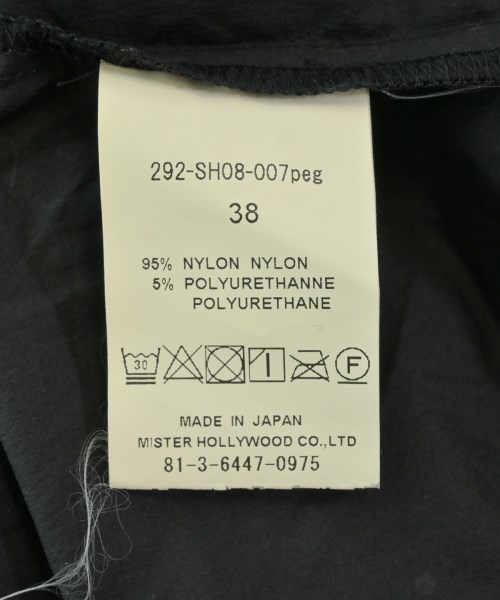 292-SH08-007peg
38
95% NYLON NYLON
5% POLYURETHANNE
POLYURETHANE
30 I F
MADE IN JAPAN
MISTER HOLLYWOOD CO.,LTD
81-3-6447-0975